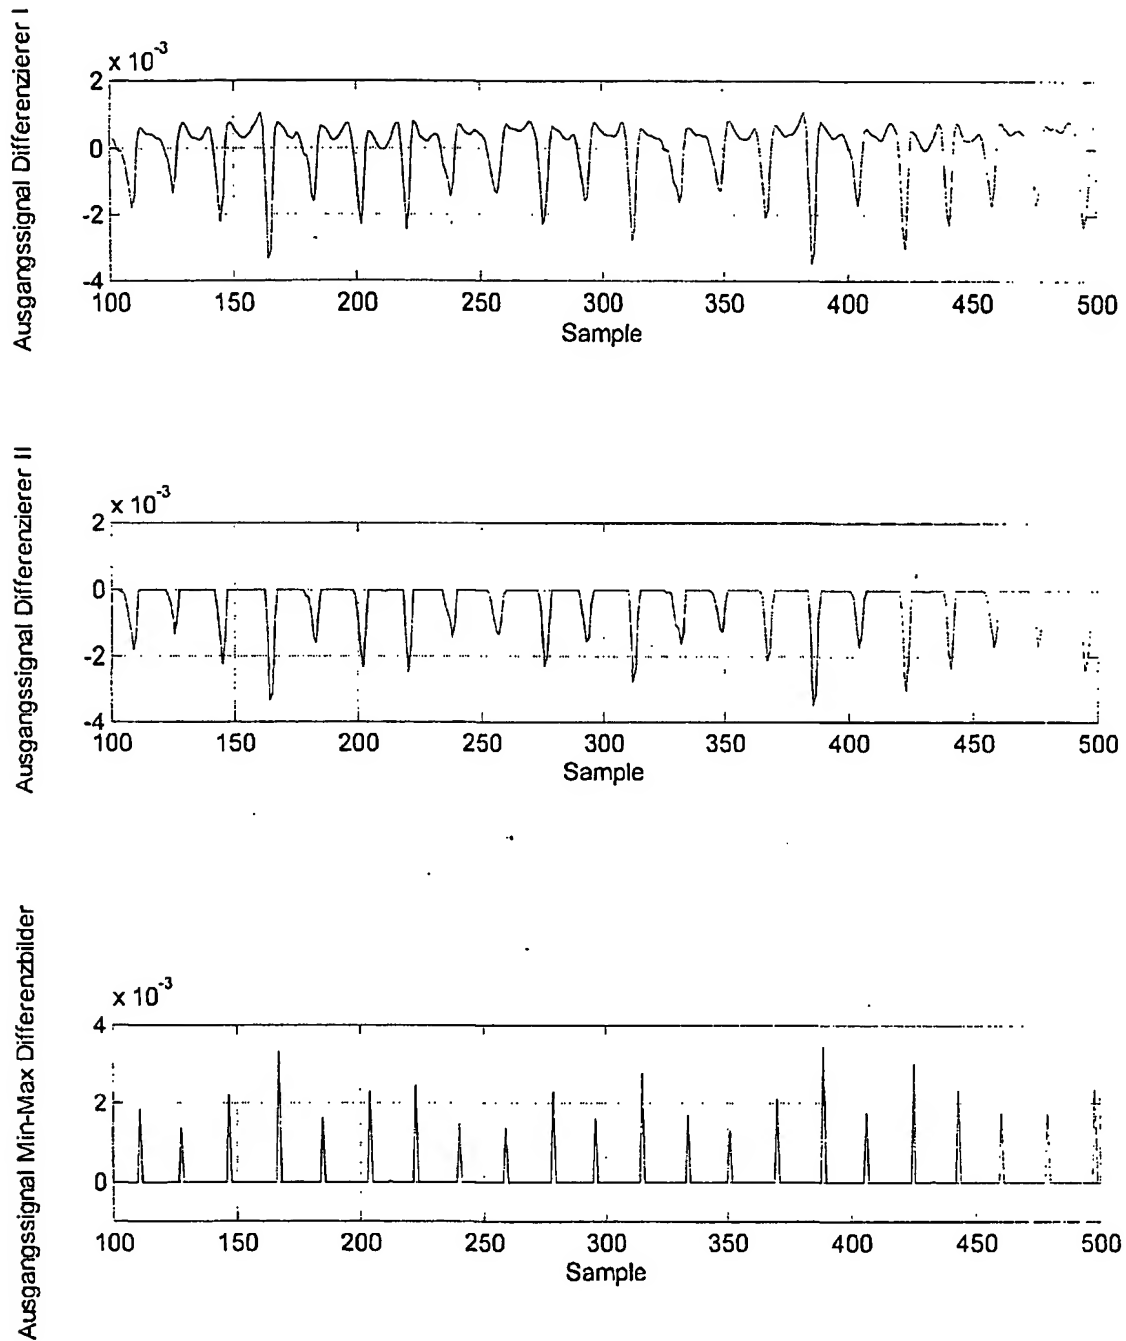 Ausgangssignal Differenzierer I
x 10-3
2
0
-2
-4
100 150 200 250 300 350 400 450 500
Sample
Ausgangssignal Differenzierer II
x 10-3
2
0
-2
-4
100 150 200 250 300 350 400 450 500
Sample
Ausgangssignal Min-Max Differenzbilder
x 10-3
4
2
0
100 150 200 250 300 350 400 450 500
Sample